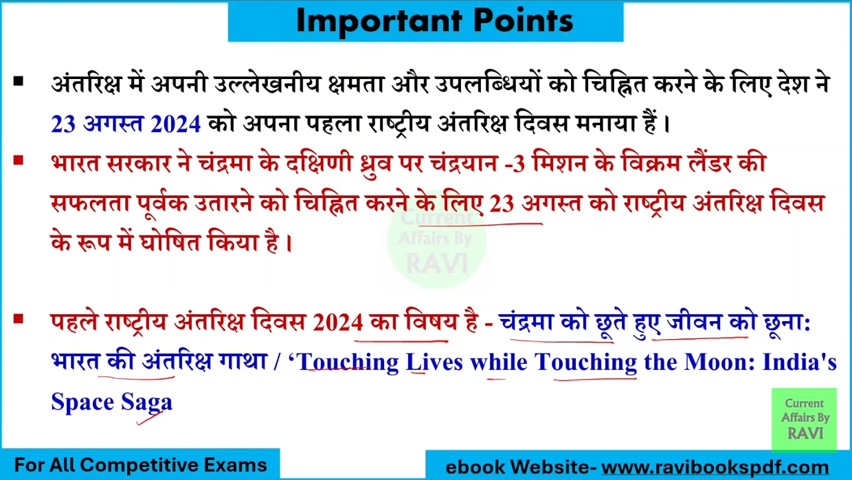 Important Points
▪ अंतरिक्ष में अपनी उल्लेखनीय क्षमता और उपलब्धियों को चिह्नित करने के लिए देश ने
23 अगस्त 2024 को अपना पहला राष्ट्रीय अंतरिक्ष दिवस मनाया हैं।
▪ भारत सरकार ने चंद्रमा के दक्षिणी ध्रुव पर चंद्रयान -3 मिशन के विक्रम लैंडर की
सफलता पूर्वक उतारने को चिह्नित करने के लिए 23 अगस्त को राष्ट्रीय अंतरिक्ष दिवस
के रूप में घोषित किया है।
Current
Affairs By
RAVI
▪ पहले राष्ट्रीय अंतरिक्ष दिवस 2024 का विषय है - चंद्रमा को छूते हुए जीवन को छूना:
भारत की अंतरिक्ष गाथा / ‘Touching Lives while Touching the Moon: India's
Space Saga
Current
Affairs By
RAVI
For All Competitive Exams
ebook Website- www.ravibookspdf.com